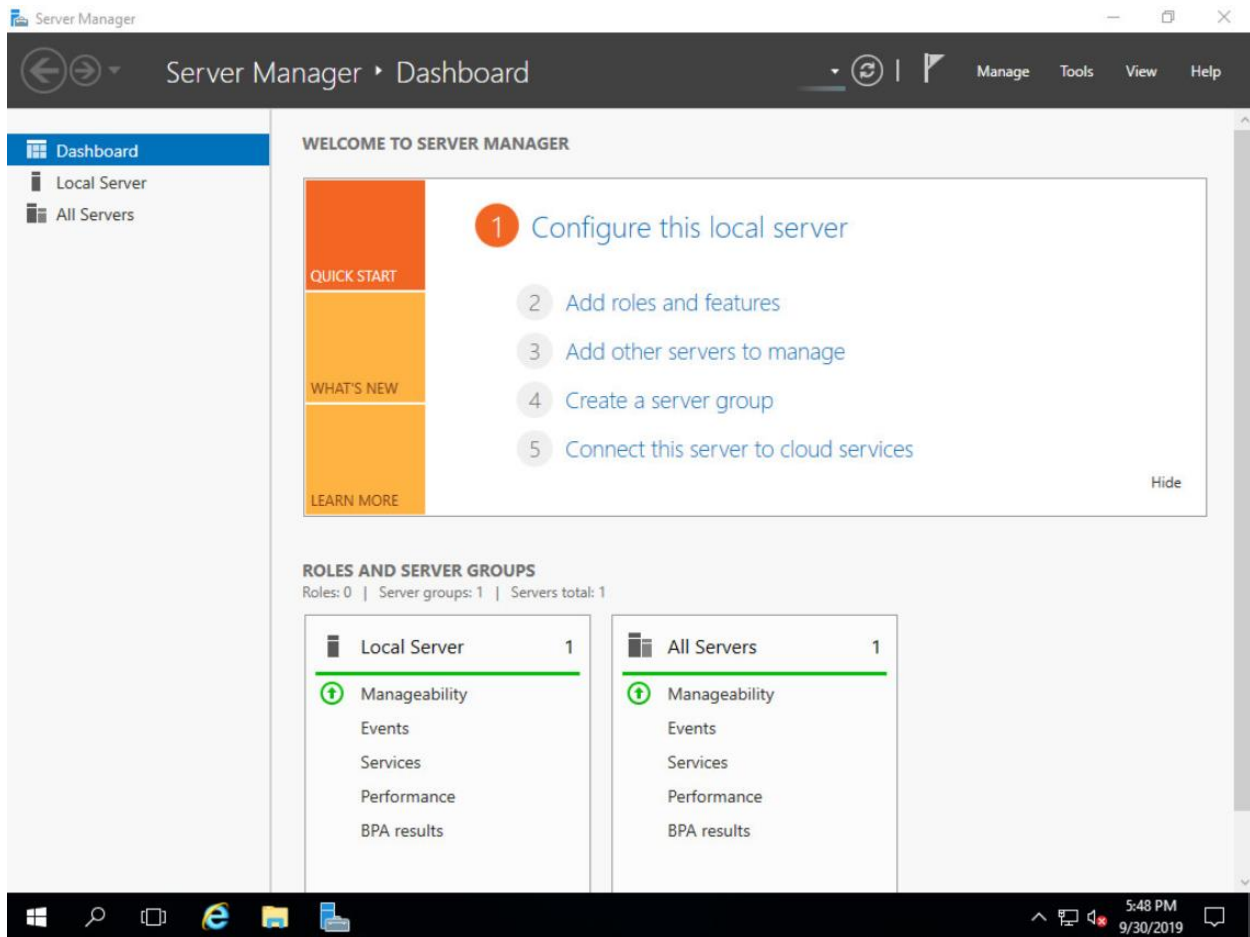 Server Manager
Server Manager ‣ Dashboard
Manage Tools View Help
Dashboard
Local Server
All Servers
WELCOME TO SERVER MANAGER
QUICK START
WHAT'S NEW
LEARN MORE
1 Configure this local server
2 Add roles and features
3 Add other servers to manage
4 Create a server group
5 Connect this server to cloud services
Hide
ROLES AND SERVER GROUPS
Roles: 0 | Server groups: 1 | Servers total: 1
Local Server 1
Manageability
Events
Services
Performance
BPA results
All Servers 1
Manageability
Events
Services
Performance
BPA results
5:48 PM
9/30/2019